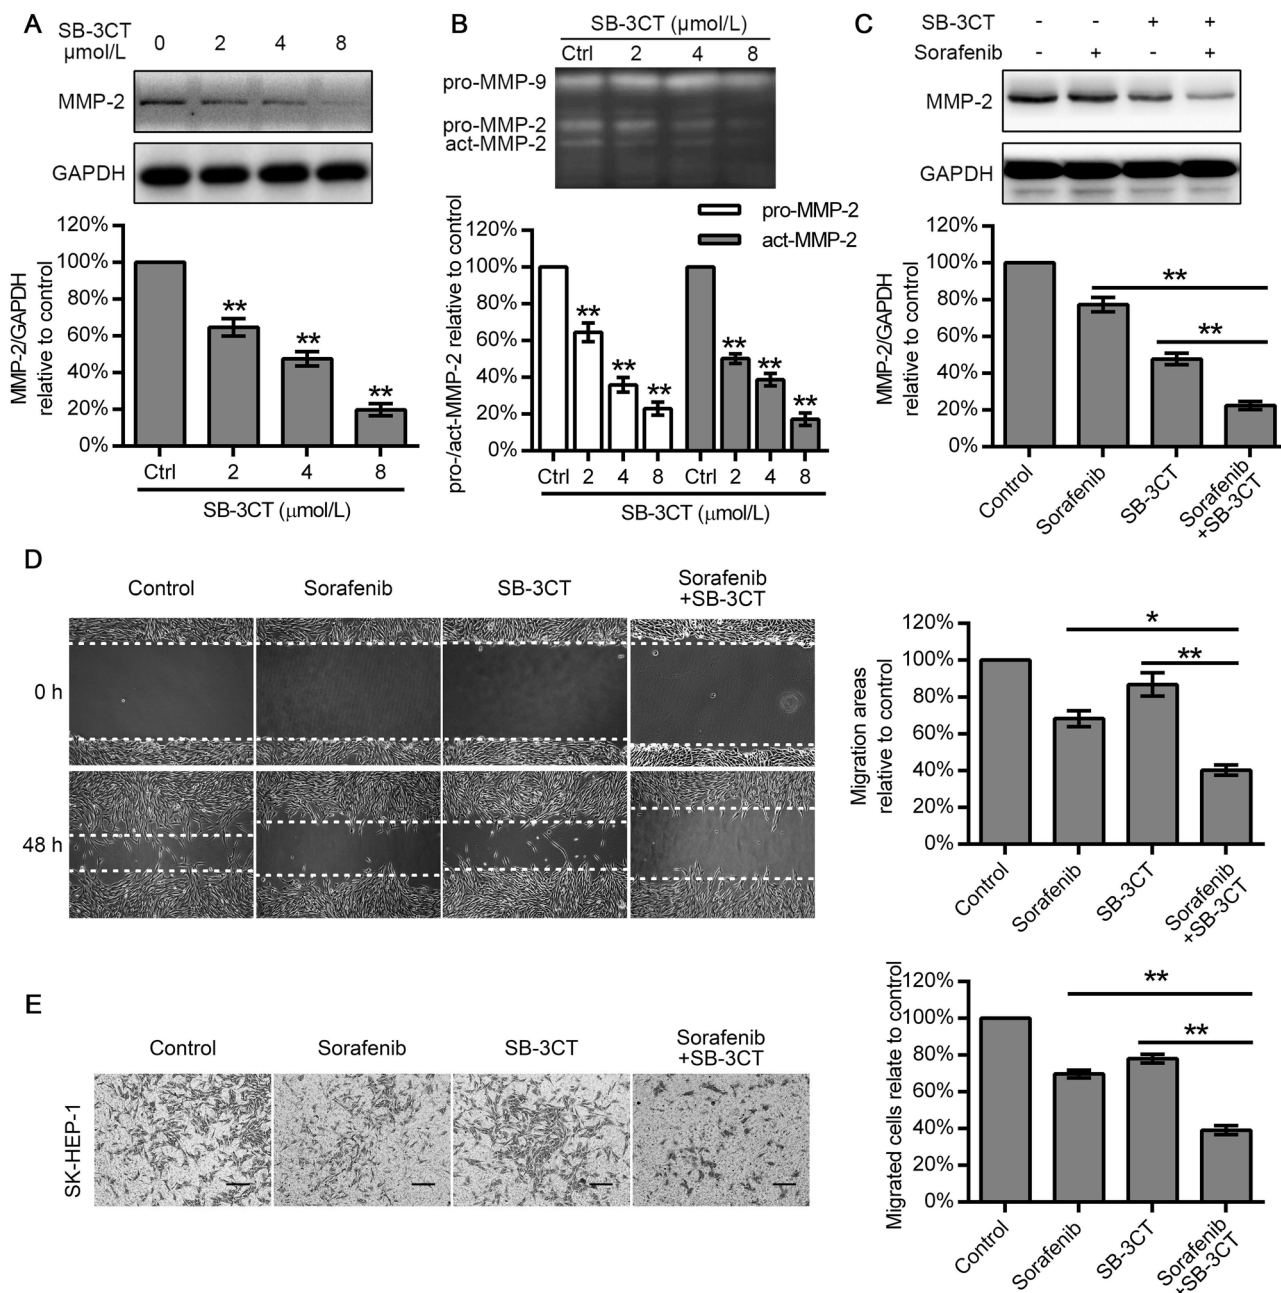 A
SB-3CT
μmol/L
0 2 4 8
MMP-2
GAPDH
120%
100%
80%
60%
40%
20%
0%
MMP-2/GAPDH
relative to control
**
**
**
Ctrl 2 4 8
SB-3CT (μmol/L)
B
SB-3CT (μmol/L)
Ctrl 2 4 8
pro-MMP-9
pro-MMP-2
act-MMP-2
pro-MMP-2
act-MMP-2
120%
100%
80%
60%
40%
20%
0%
pro-/act-MMP-2 relative to control
**
**
**
**
**
**
Ctrl 2 4 8 Ctrl 2 4 8
SB-3CT (μmol/L)
C
SB-3CT - - + +
Sorafenib - + - +
MMP-2
GAPDH
120%
100%
80%
60%
40%
20%
0%
MMP-2/GAPDH
relative to control
**
**
Control
Sorafenib
SB-3CT
Sorafenib
+SB-3CT
D
Control Sorafenib SB-3CT Sorafenib
+SB-3CT
0 h
48 h
120%
100%
80%
60%
40%
20%
0%
Migration areas
relative to control
*
**
Control
Sorafenib
SB-3CT
Sorafenib
+SB-3CT
E
Control Sorafenib SB-3CT Sorafenib
+SB-3CT
SK-HEP-1
120%
100%
80%
60%
40%
20%
0%
Migrated cells relate to control
**
**
Control
Sorafenib
SB-3CT
Sorafenib
+SB-3CT